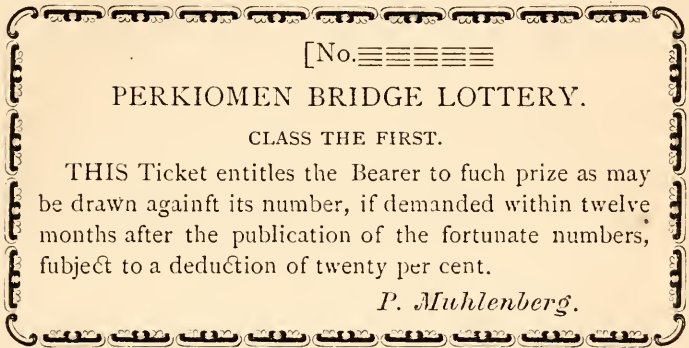 [No.
PERKIOMEN BRIDGE LOTTERY.
CLASS THE FIRST.
THIS Ticket entitles the Bearer to ſuch prize as may
be drawn againſt its number, if demanded within twelve
months after the publication of the fortunate numbers,
ſubject to a deduction of twenty per cent.
P. Muhlenberg.